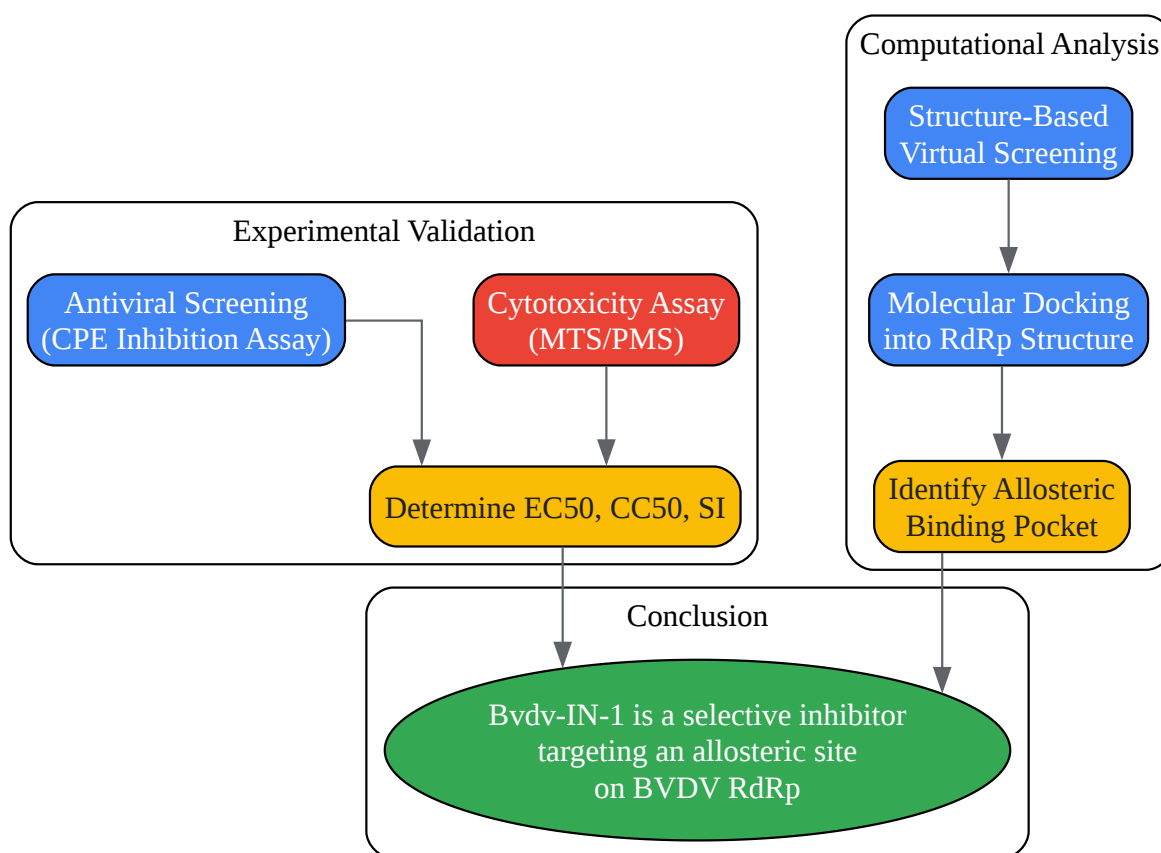 Computational Analysis
Structure-Based
Virtual Screening
Experimental Validation
Antiviral Screening
(CPE Inhibition Assay)
Cytotoxicity Assay
(MTS/PMS)
Molecular Docking
into RdRp Structure
Determine EC50, CC50, SI
Identify Allosteric
Binding Pocket
Conclusion
Bvdv-IN-1 is a selective inhibitor
targeting an allosteric site
on BVDV RdRp